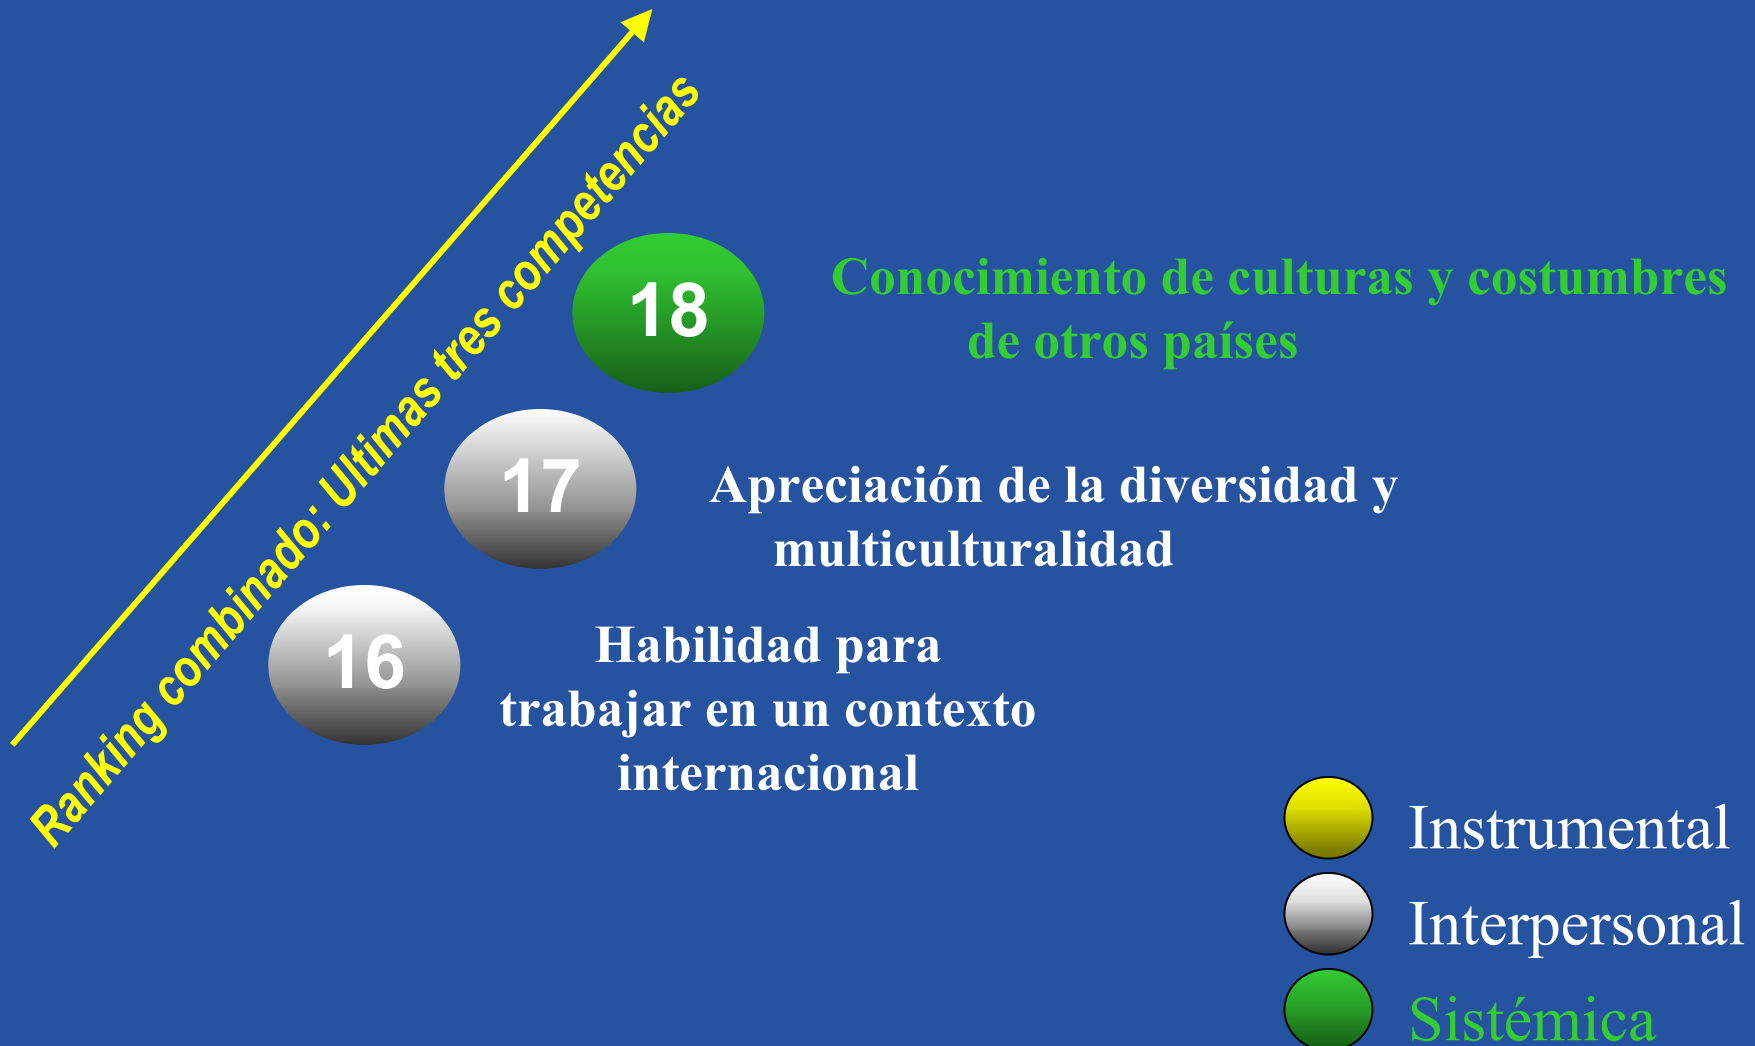 Ranking combinado: Ultimas tres competencias
18
Conocimiento de culturas y costumbres
de otros países
17
Apreciación de la diversidad y
multiculturalidad
16
Habilidad para
trabajar en un contexto
internacional
Instrumental
Interpersonal
Sistémica